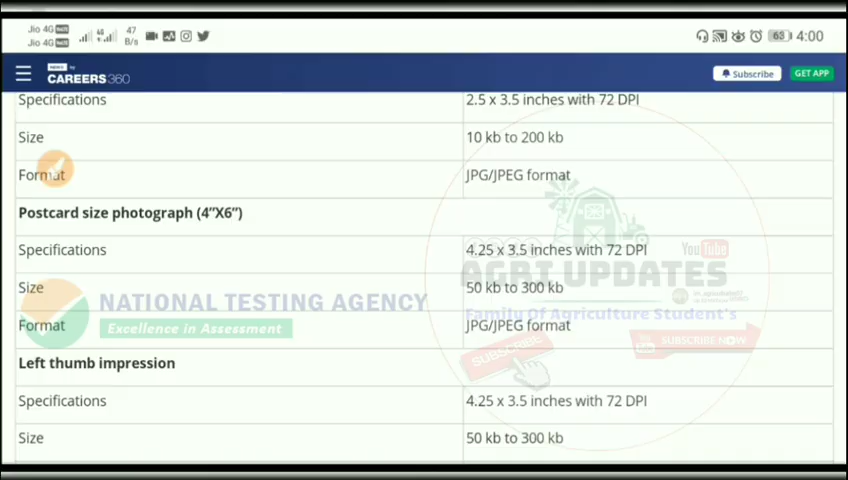 Jio 4G VoLTE
Jio 4G VoLTE
4G
47
B/s
63
4:00
CAREERS360
Subscribe
GET APP
Specifications 2.5 x 3.5 inches with 72 DPI
Size 10 kb to 200 kb
Format JPG/JPEG format
Postcard size photograph (4”X6”)
Specifications 4.25 x 3.5 inches with 72 DPI
YouTube
AGRI UPDATES
Size 50 kb to 300 kb
NATIONAL TESTING AGENCY
Excellence in Assessment
Family Of Agriculture Student's
Format JPG/JPEG format
SUBSCRIBE
SUBSCRIBE NOW
Left thumb impression
Specifications 4.25 x 3.5 inches with 72 DPI
Size 50 kb to 300 kb